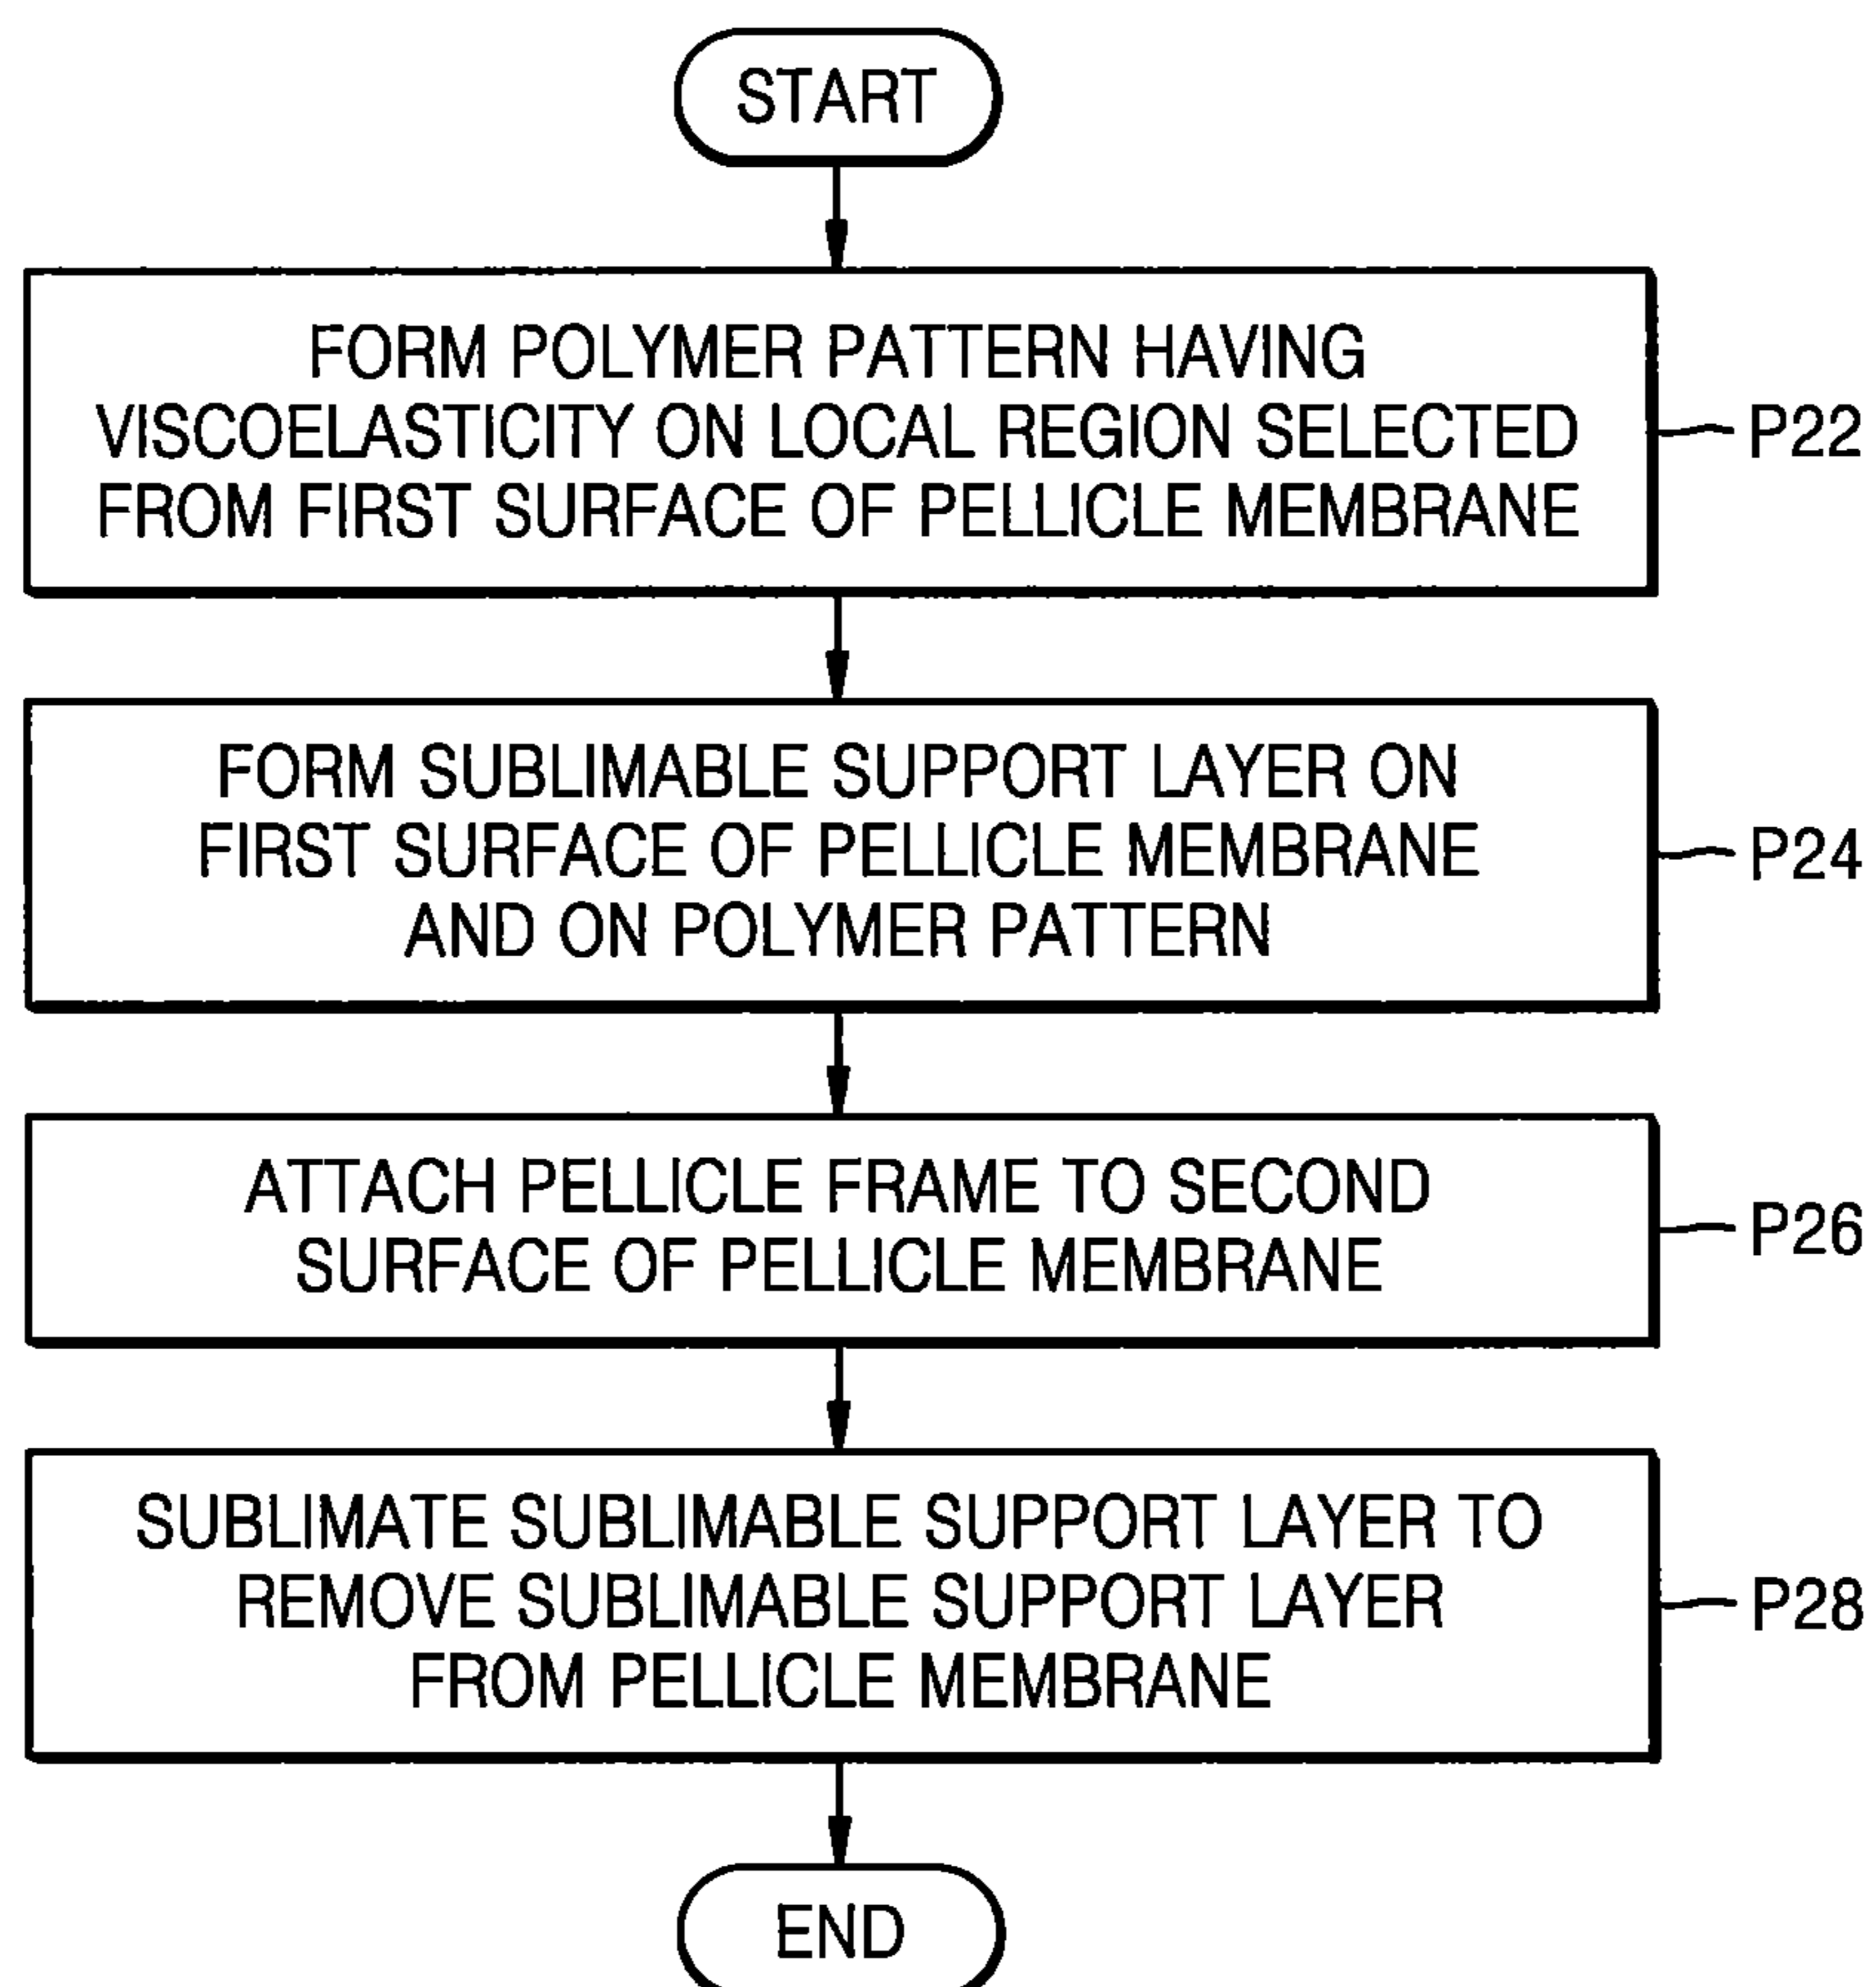 START
FORM POLYMER PATTERN HAVING
VISCOELASTICITY ON LOCAL REGION SELECTED
FROM FIRST SURFACE OF PELLICLE MEMBRANE
P22
FORM SUBLIMABLE SUPPORT LAYER ON
FIRST SURFACE OF PELLICLE MEMBRANE
AND ON POLYMER PATTERN
P24
ATTACH PELLICLE FRAME TO SECOND
SURFACE OF PELLICLE MEMBRANE
P26
SUBLIMATE SUBLIMABLE SUPPORT LAYER TO
REMOVE SUBLIMABLE SUPPORT LAYER
FROM PELLICLE MEMBRANE
P28
END